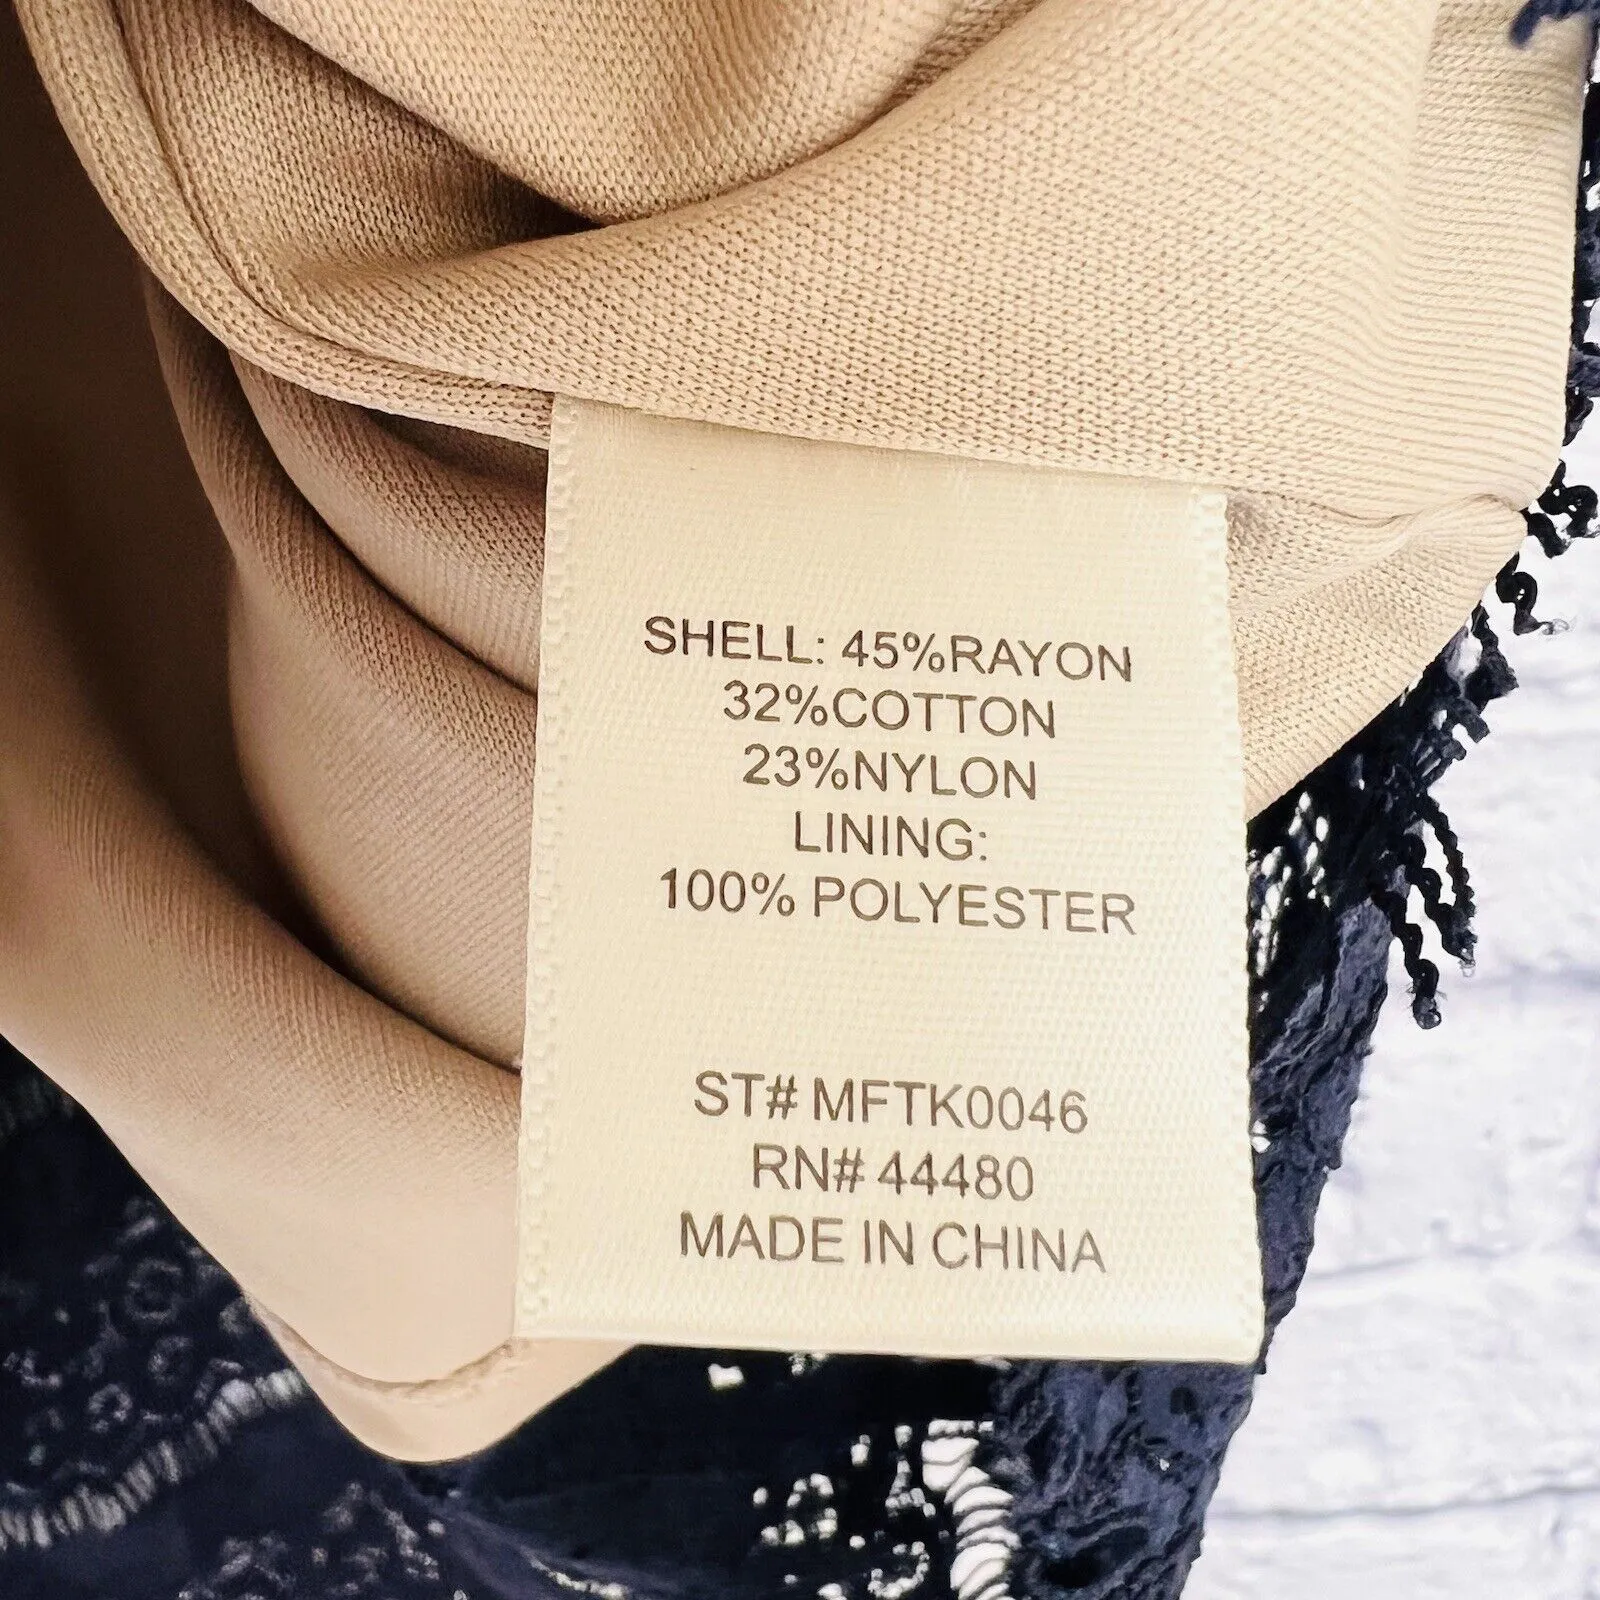 SHELL: 45%RAYON
32%COTTON
23%NYLON
LINING:
100% POLYESTER
ST# MFTK0046
RN# 44480
MADE IN CHINA